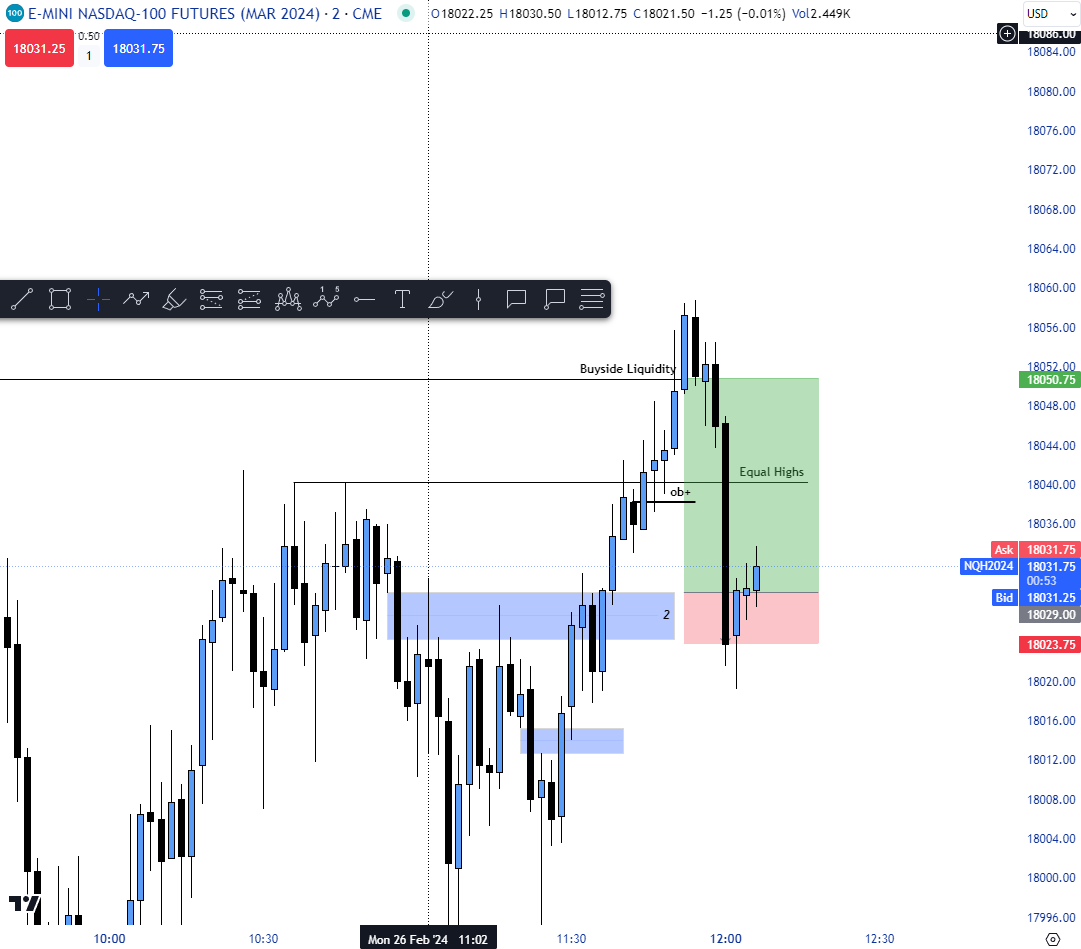 100 E-MINI NASDAQ-100 FUTURES (MAR 2024) · 2 · CME O18022.25 H18030.50 L18012.75 C18021.50 −1.25 (−0.01%) Vol2.449K
USD
18031.25 0.50 1 18031.75
18086.00
18084.00
18080.00
18076.00
18072.00
18068.00
18064.00
18060.00
18056.00
Buyside Liquidity
18052.00
18050.75
18048.00
18044.00
Equal Highs
18040.00
ob+
18036.00
Ask 18031.75
NQH2024 18031.75
00:53
Bid 18031.25
2
18029.00
18023.75
18020.00
18016.00
18012.00
18008.00
18004.00
18000.00
17996.00
10:00 10:30 Mon 26 Feb '24 11:02 11:30 12:00 12:30